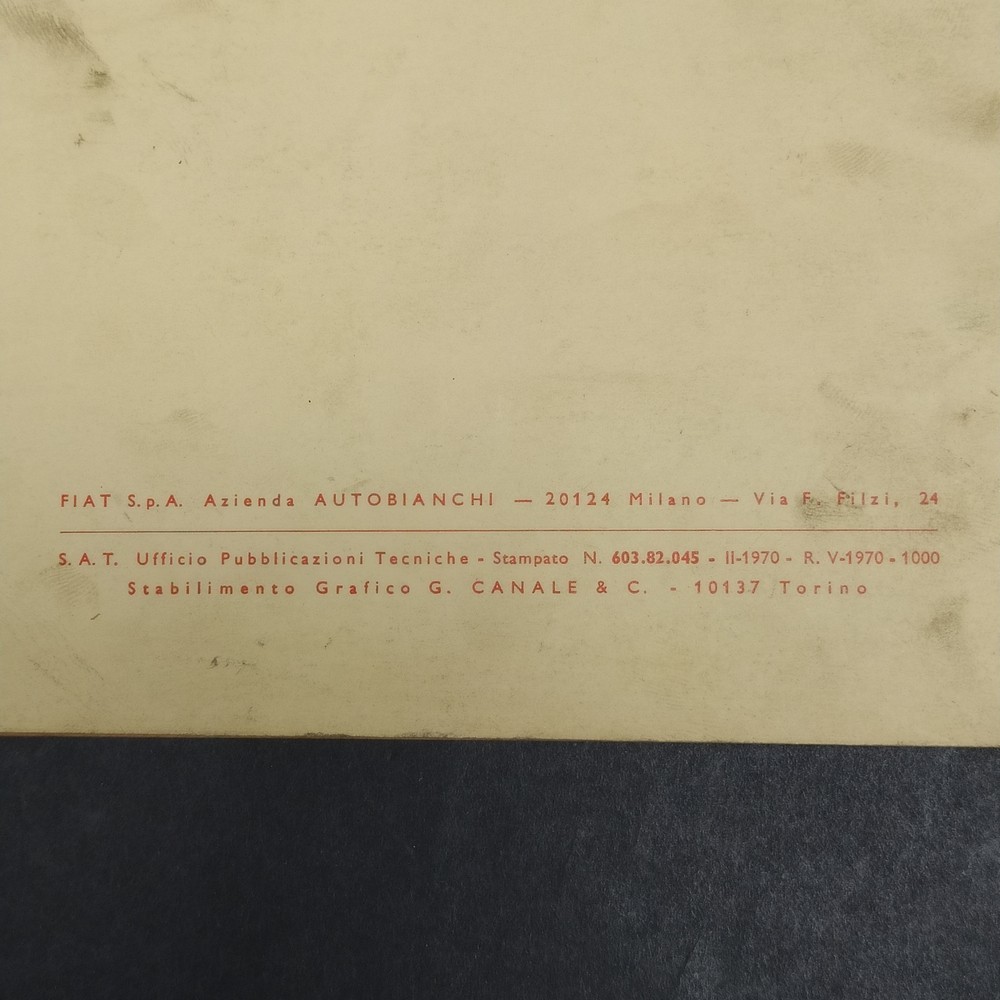 FIAT S.p.A. Azienda AUTOBIANCHI — 20124 Milano — Via F. Filzi, 24
S.A.T. Ufficio Pubblicazioni Tecniche - Stampato N. 603.82.045 - II-1970 - R. V-1970 - 1000
Stabilimento Grafico G. CANALE & C. - 10137 Torino